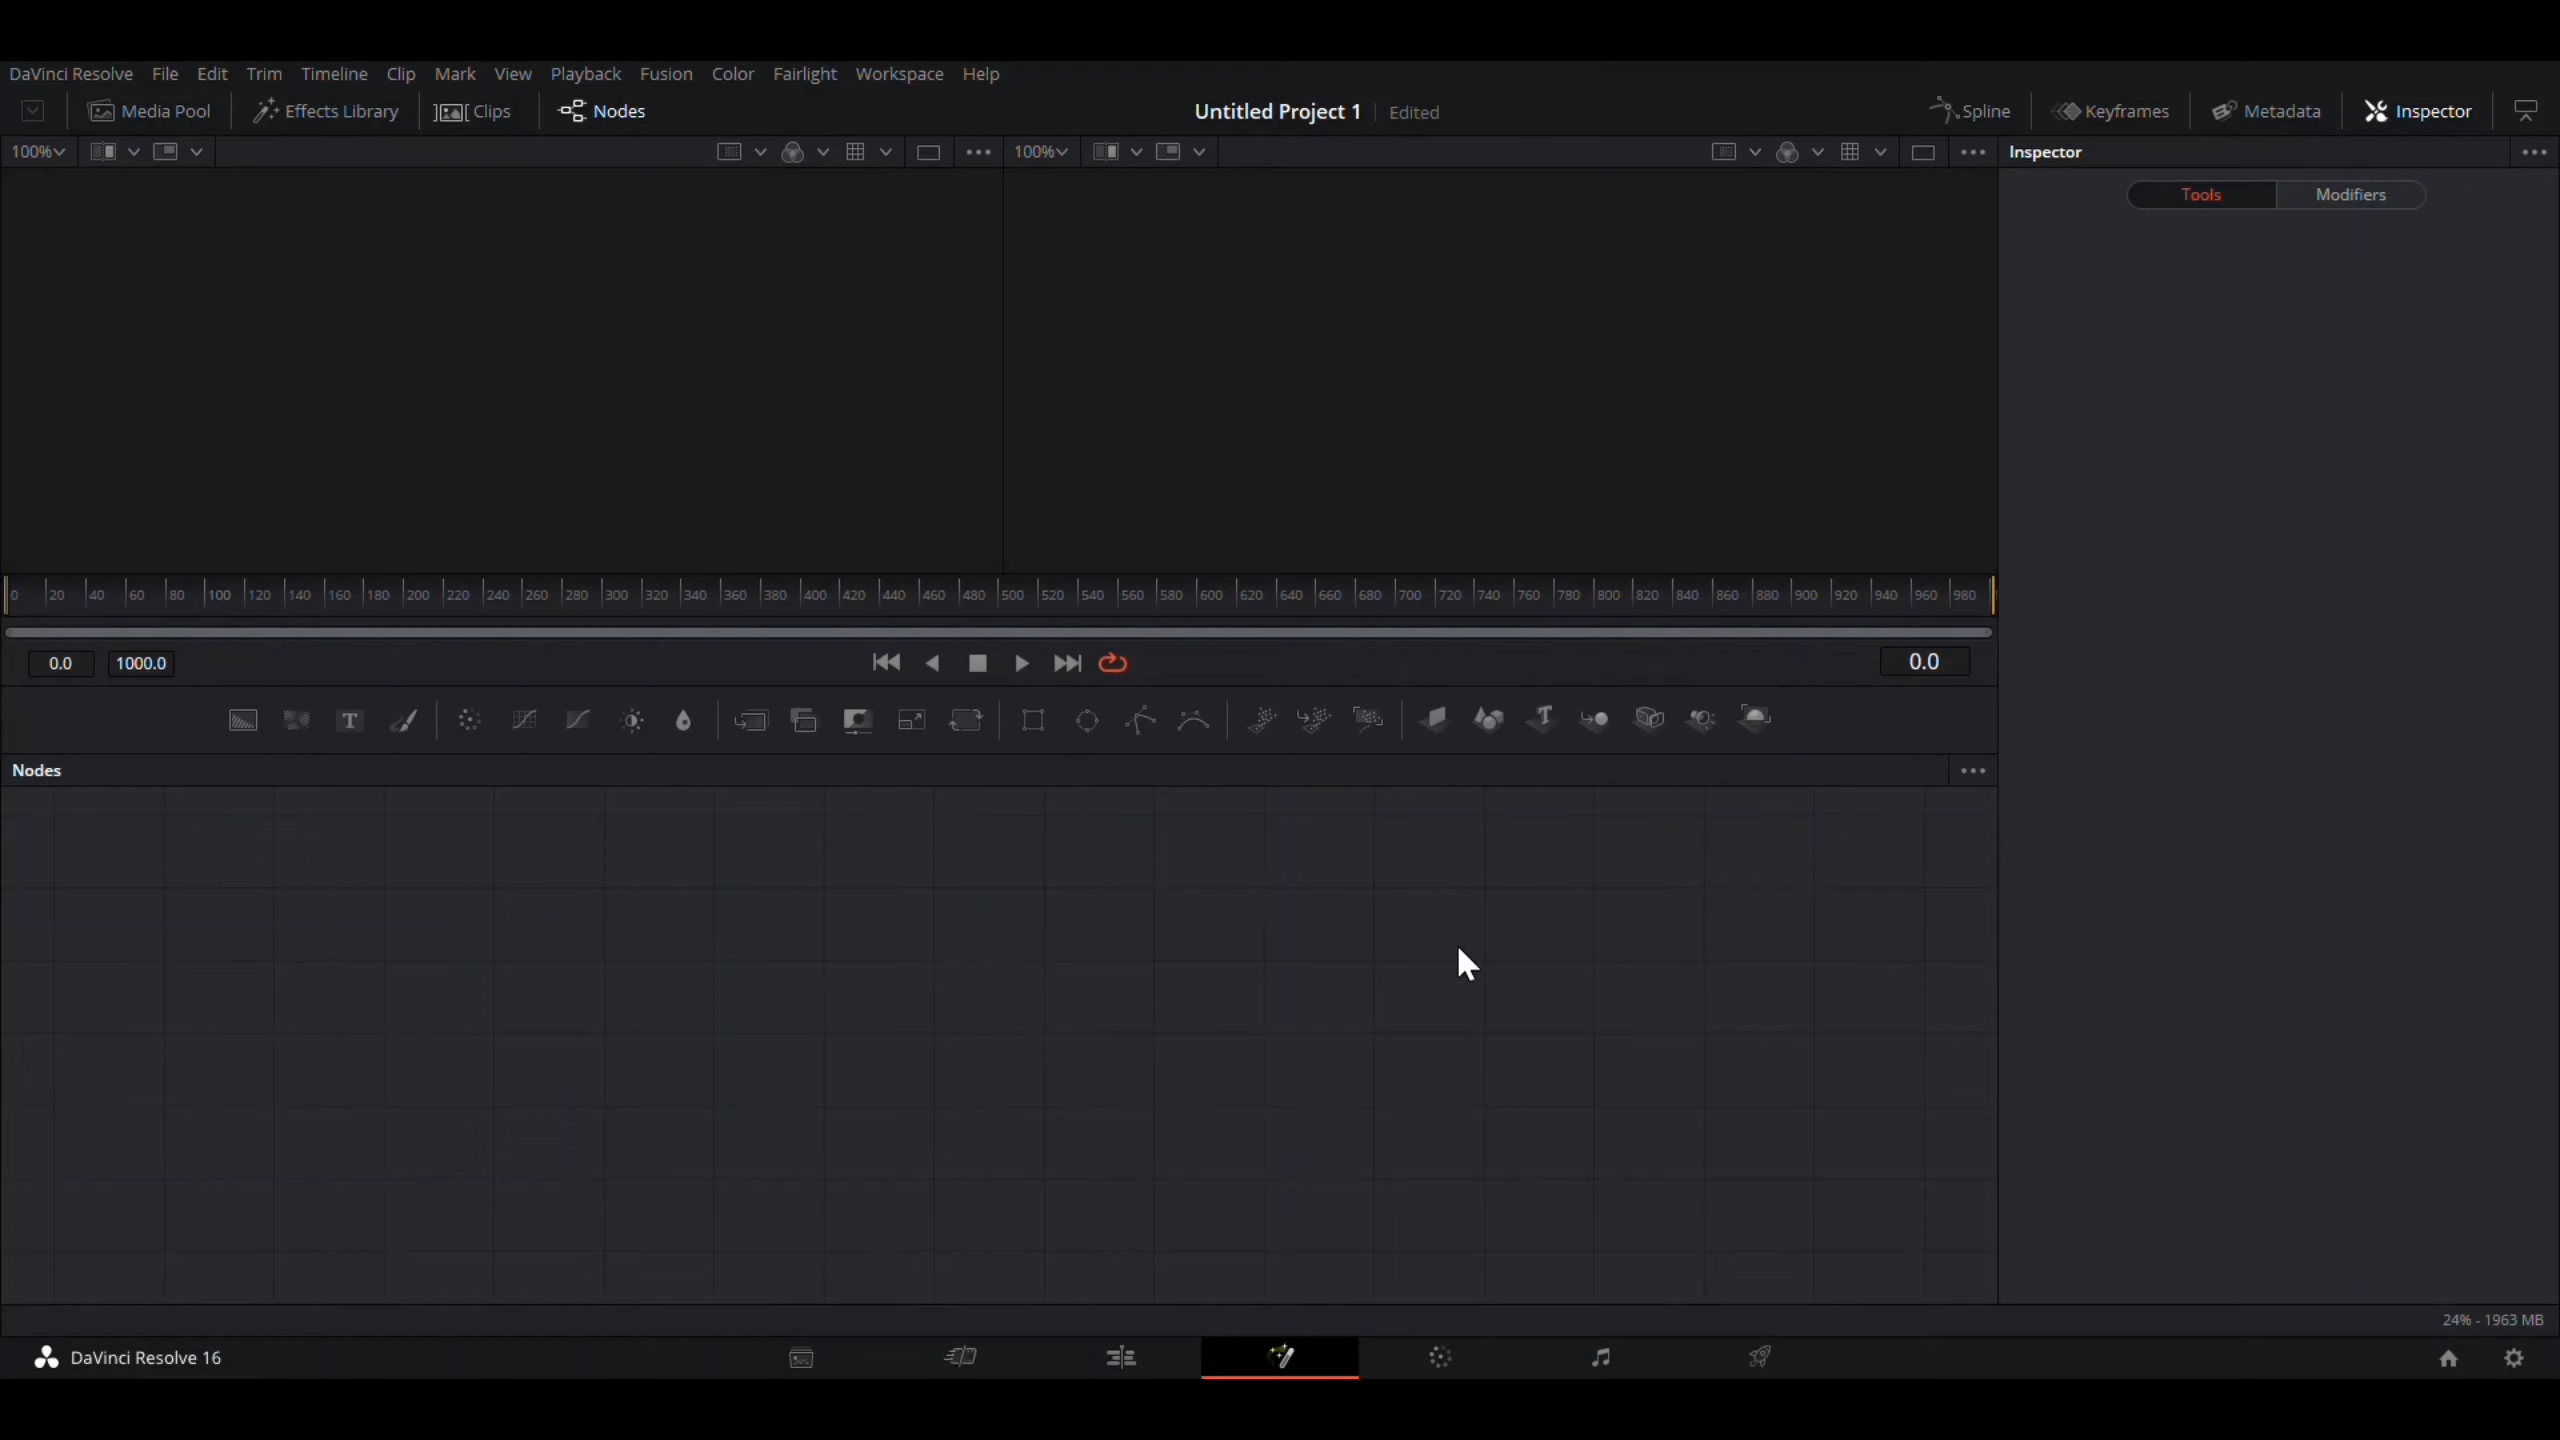 DaVinci Resolve File Edit Trim Timeline Clip Mark View Playback Fusion Color Fairlight Workspace Help
Media Pool Effects Library Clips Nodes Untitled Project 1 Edited Spline Keyframes Metadata Inspector
100% 100% Inspector
Tools Modifiers
0 20 40 60 80 100 120 140 160 180 200 220 240 260 280 300 320 340 360 380 400 420 440 460 480 500 520 540 560 580 600 620 640 660 680 700 720 740 760 780 800 820 840 860 880 900 920 940 960 980
0.0 1000.0 0.0
T T
Nodes
24% - 1963 MB
DaVinci Resolve 16